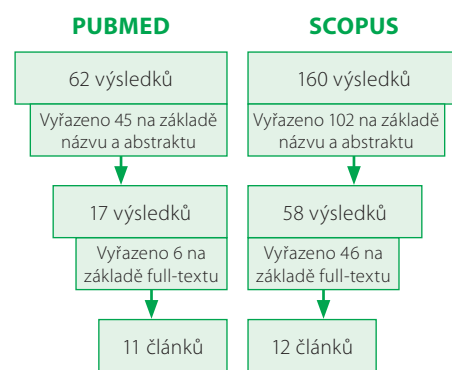 PUBMED
62 výsledků
Vyřazeno 45 na základě
názvu a abstraktu
17 výsledků
Vyřazeno 6 na
základě full-textu
11 článků
SCOPUS
160 výsledků
Vyřazeno 102 na základě
názvu a abstraktu
58 výsledků
Vyřazeno 46 na
základě full-textu
12 článků